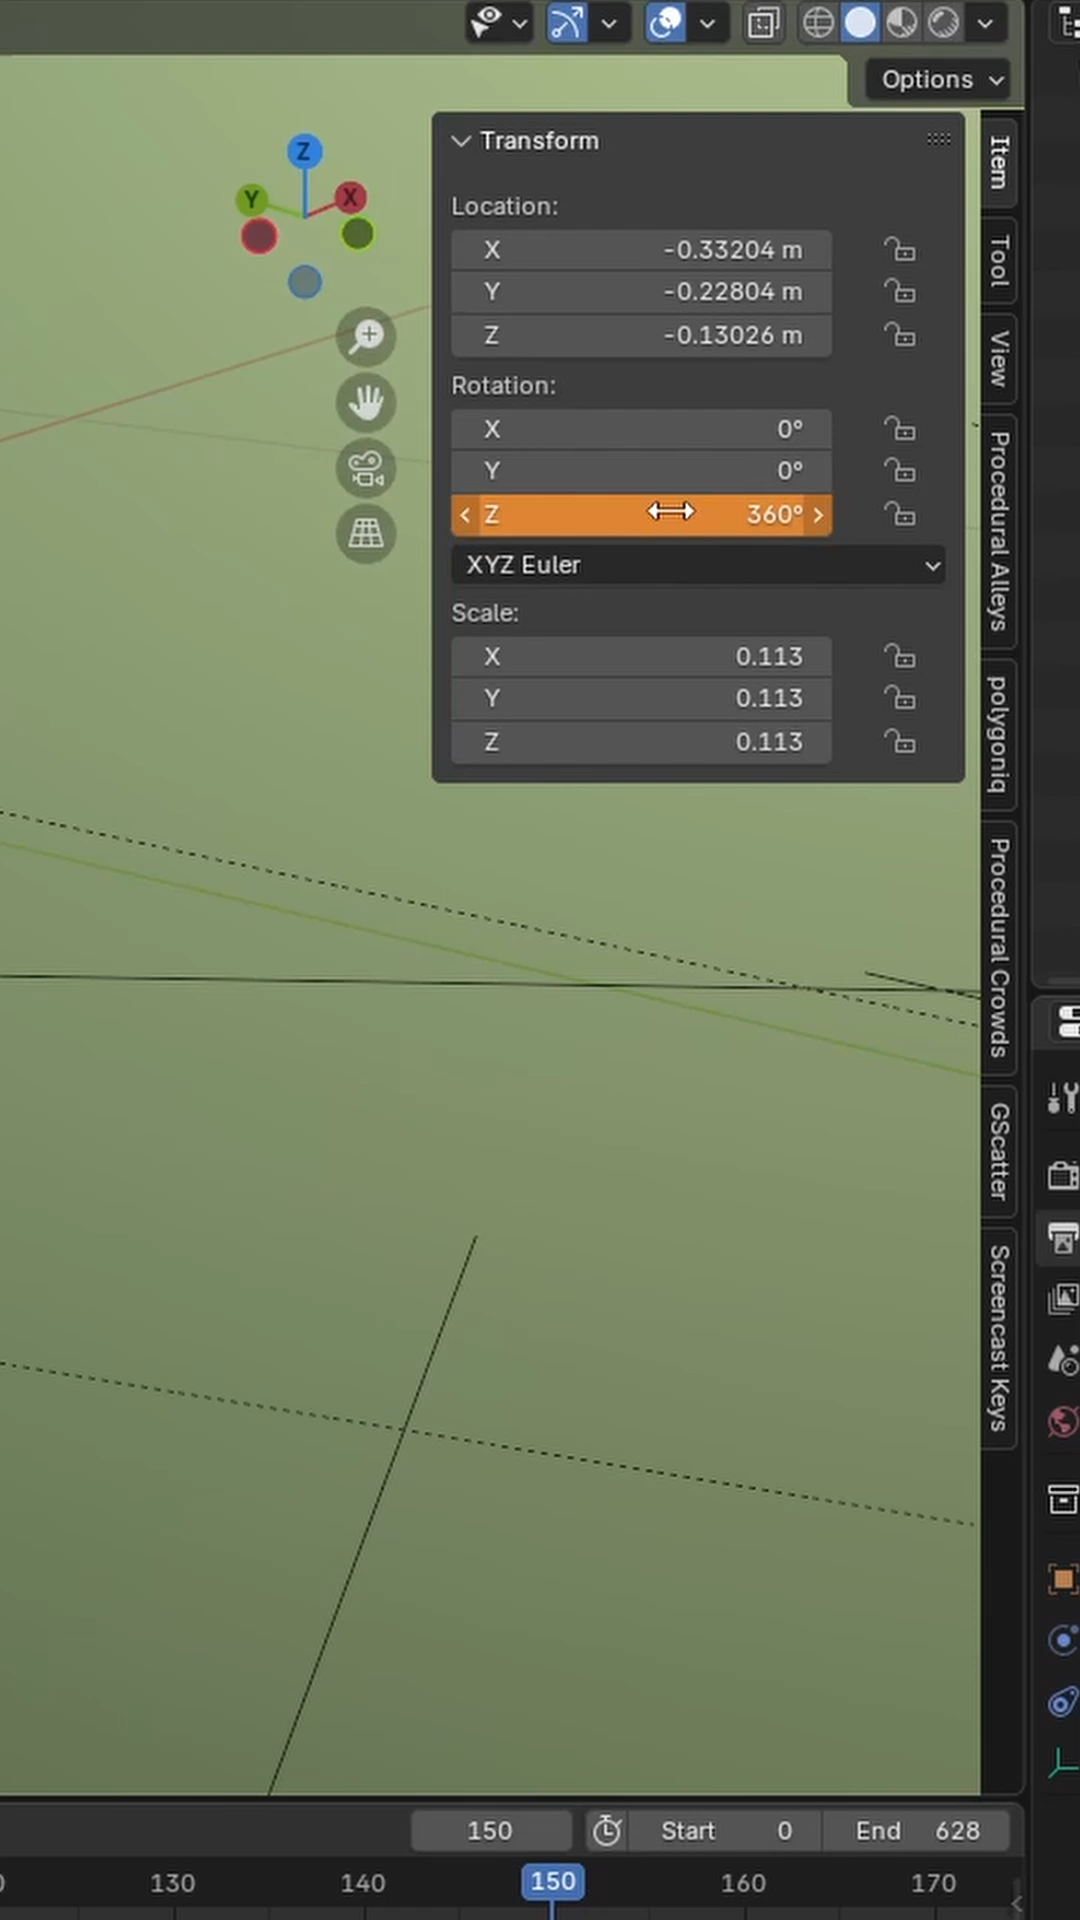 Options
Transform
Z
Y
X
Location:
X -0.33204 m
Y -0.22804 m
Z -0.13026 m
Rotation:
X 0°
Y 0°
Z 360°
XYZ Euler
Scale:
X 0.113
Y 0.113
Z 0.113
Item
Tool
View
Procedural Alleys
polygoniq
Procedural Crowds
GScatter
Screencast Keys
150 Start 0 End 628
130 140 150 160 170